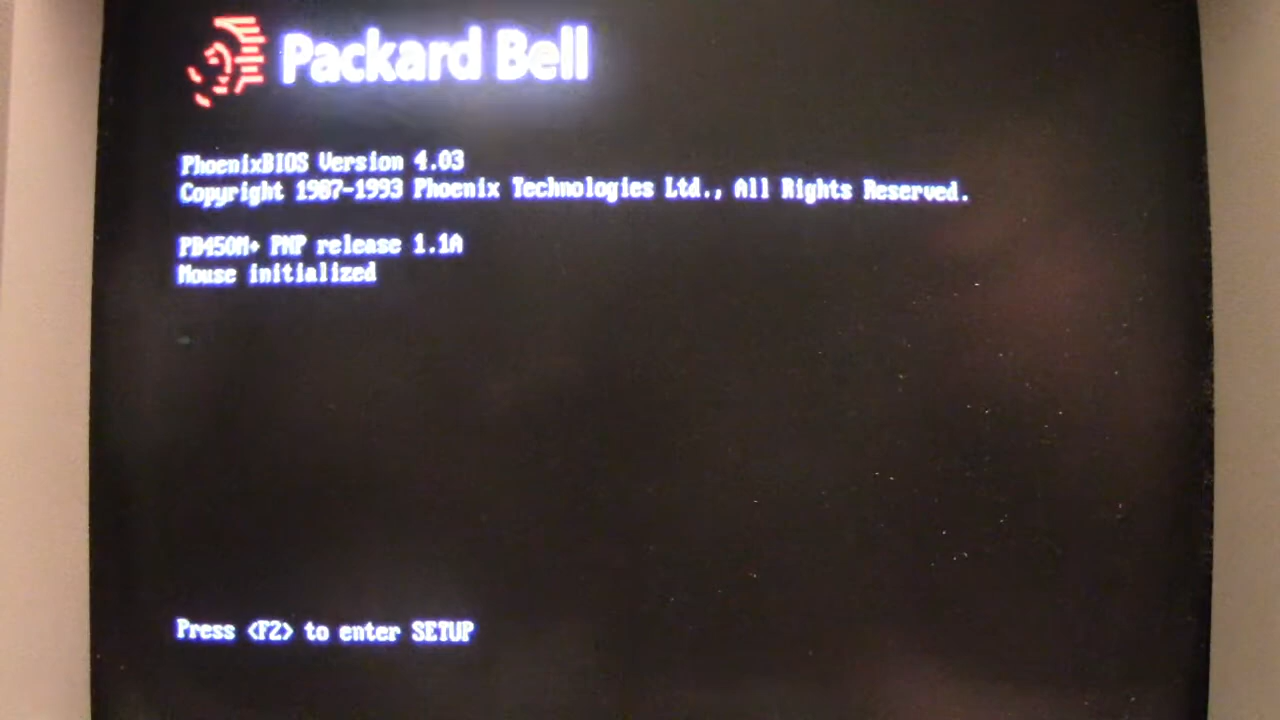 Packard Bell
PhoenixBIOS Version 4.03
Copyright 1987-1993 Phoenix Technologies Ltd., All Rights Reserved.
PB450M+ PNP release 1.1A
Mouse initialized
Press <F2> to enter SETUP